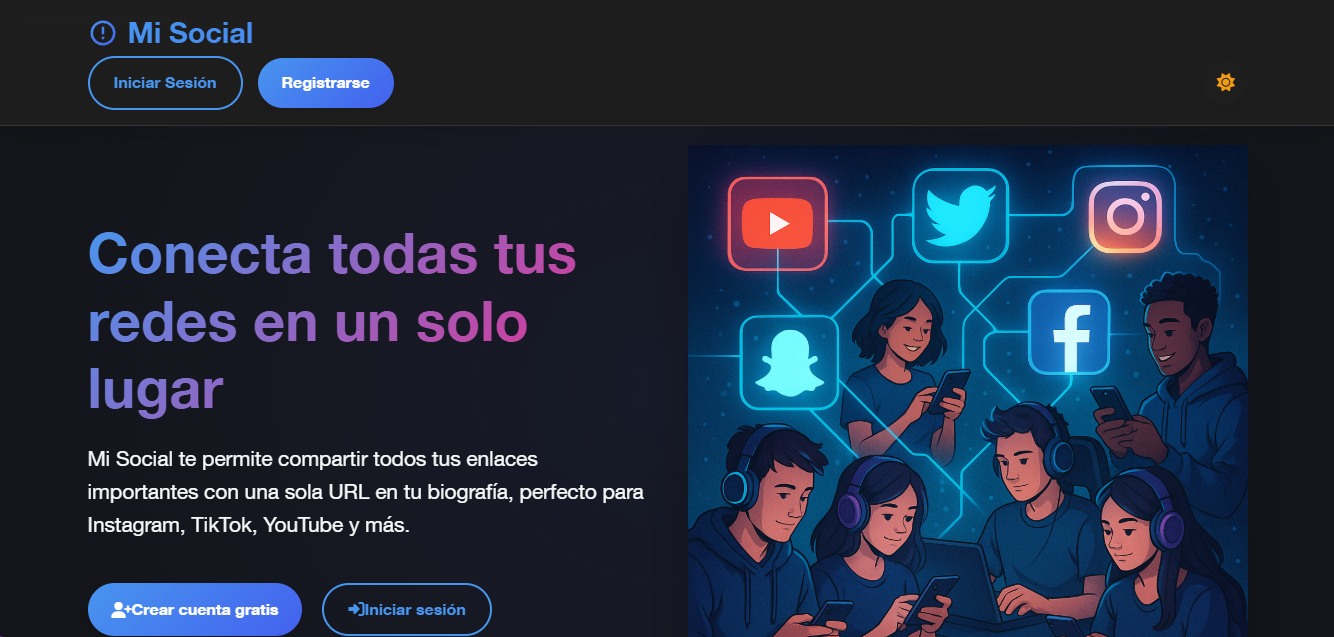 Mi Social
Iniciar Sesión
Registrarse
Conecta todas tus
redes en un solo
lugar
Mi Social te permite compartir todos tus enlaces
importantes con una sola URL en tu biografía, perfecto para
Instagram, TikTok, YouTube y más.
Crear cuenta gratis
Iniciar sesión